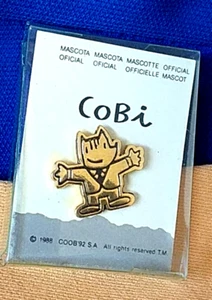 MASCOTA MASCOTA MASCOTTE OFFICIAL
OFICIAL OFICIAL OFFICIELLE MASCOT
CoBi
© 1988 COOB'92 S.A. All rights reserved T.M.